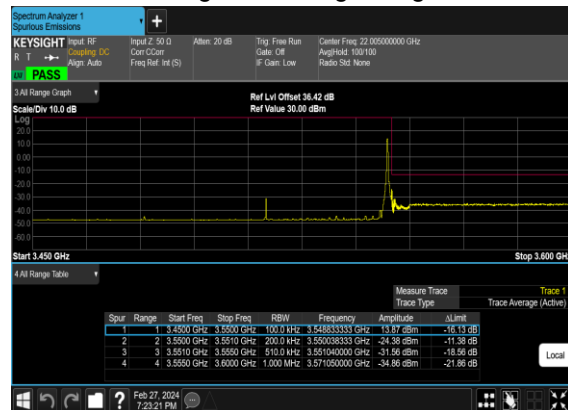 Spectrum Analyzer 1
Spurious Emissions
KEYSIGHT Input: RF Input Z: 50 Ω Atten: 20 dB Trig: Free Run Center Freq: 22.005000000 GHz
R T Coupling: DC Corr CCorr Gate: Off Avg|Hold: 100/100
Align: Auto Freq Ref: Int (S) IF Gain: Low Radio Std: None
PASS
3 All Range Graph
Ref Lvl Offset 36.42 dB
Scale/Div 10.0 dB Ref Value 30.00 dBm
Log
20.0
10.0
0.00
-10.0
-20.0
-30.0
-40.0
-50.0
-60.0
Start 3.450 GHz Stop 3.600 GH
4 All Range Table
Measure Trace Trace 1
Trace Type Trace Average (Active)
Spur Range Start Freq Stop Freq RBW Frequency Amplitude ΔLimit
1 1 3.4500 GHz 3.5500 GHz 100.0 kHz 3.548833333 GHz 13.87 dBm -16.13 dB
2 2 3.5500 GHz 3.5510 GHz 200.0 kHz 3.550038333 GHz -24.38 dBm -11.38 dB
3 3 3.5510 GHz 3.5550 GHz 510.0 kHz 3.551040000 GHz -31.56 dBm -18.56 dB
4 4 3.5550 GHz 3.6000 GHz 1.000 MHz 3.571050000 GHz -34.86 dBm -21.86 dB
Local
Feb 27, 2024
7:23:21 PM